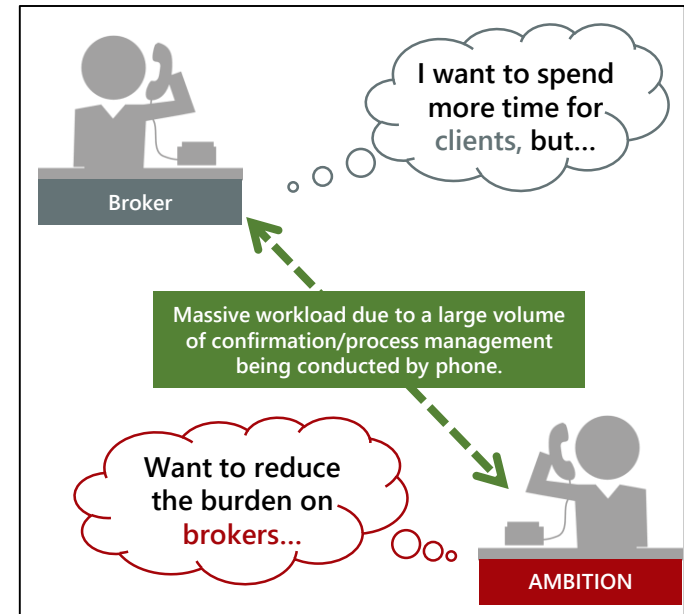 I want to spend
more time for
clients, but...
Broker
Massive workload due to a large volume
of confirmation/process management
being conducted by phone.
Want to reduce
the burden on
brokers...
AMBITION